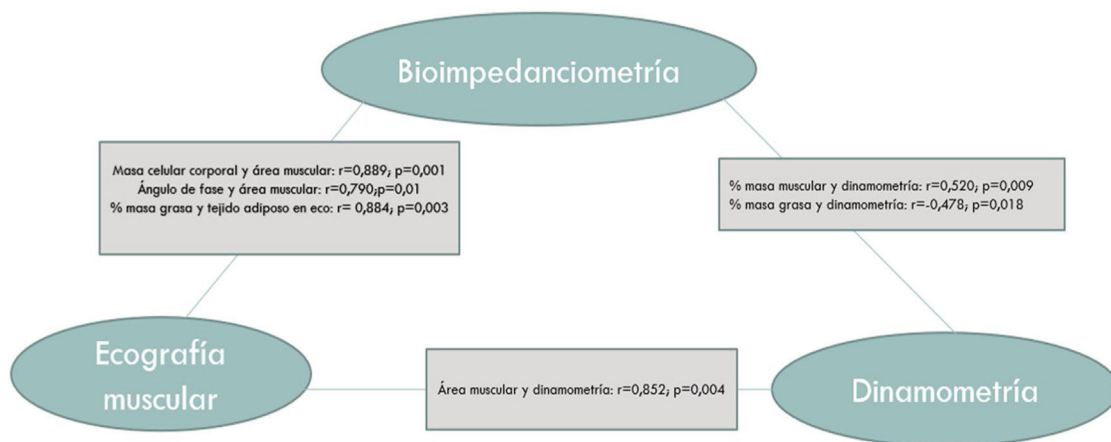 Bioimpedanciometría
Masa celular corporal y área muscular: r=0,889; p=0,001
Ángulo de fase y área muscular: r=0,790;p=0,01
% masa grasa y tejido adiposo en eco: r= 0,884; p=0,003
% masa muscular y dinamometría: r=0,520; p=0,009
% masa grasa y dinamometría: r=-0,478; p=0,018
Ecografía
muscular
Área muscular y dinamometría: r=0,852; p=0,004
Dinamometría